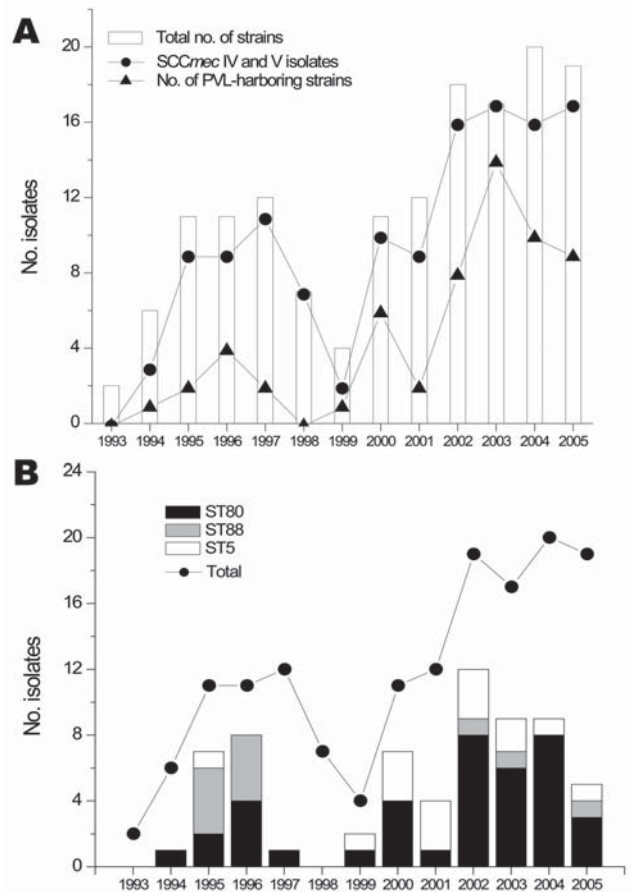 A
Total no. of strains
SCCmec IV and V isolates
No. of PVL-harboring strains
No. isolates
20
16
12
8
4
0
1993 1994 1995 1996 1997 1998 1999 2000 2001 2002 2003 2004 2005
B
ST80
ST88
ST5
Total
No. isolates
24
20
16
12
8
4
0
1993 1994 1995 1996 1997 1998 1999 2000 2001 2002 2003 2004 2005